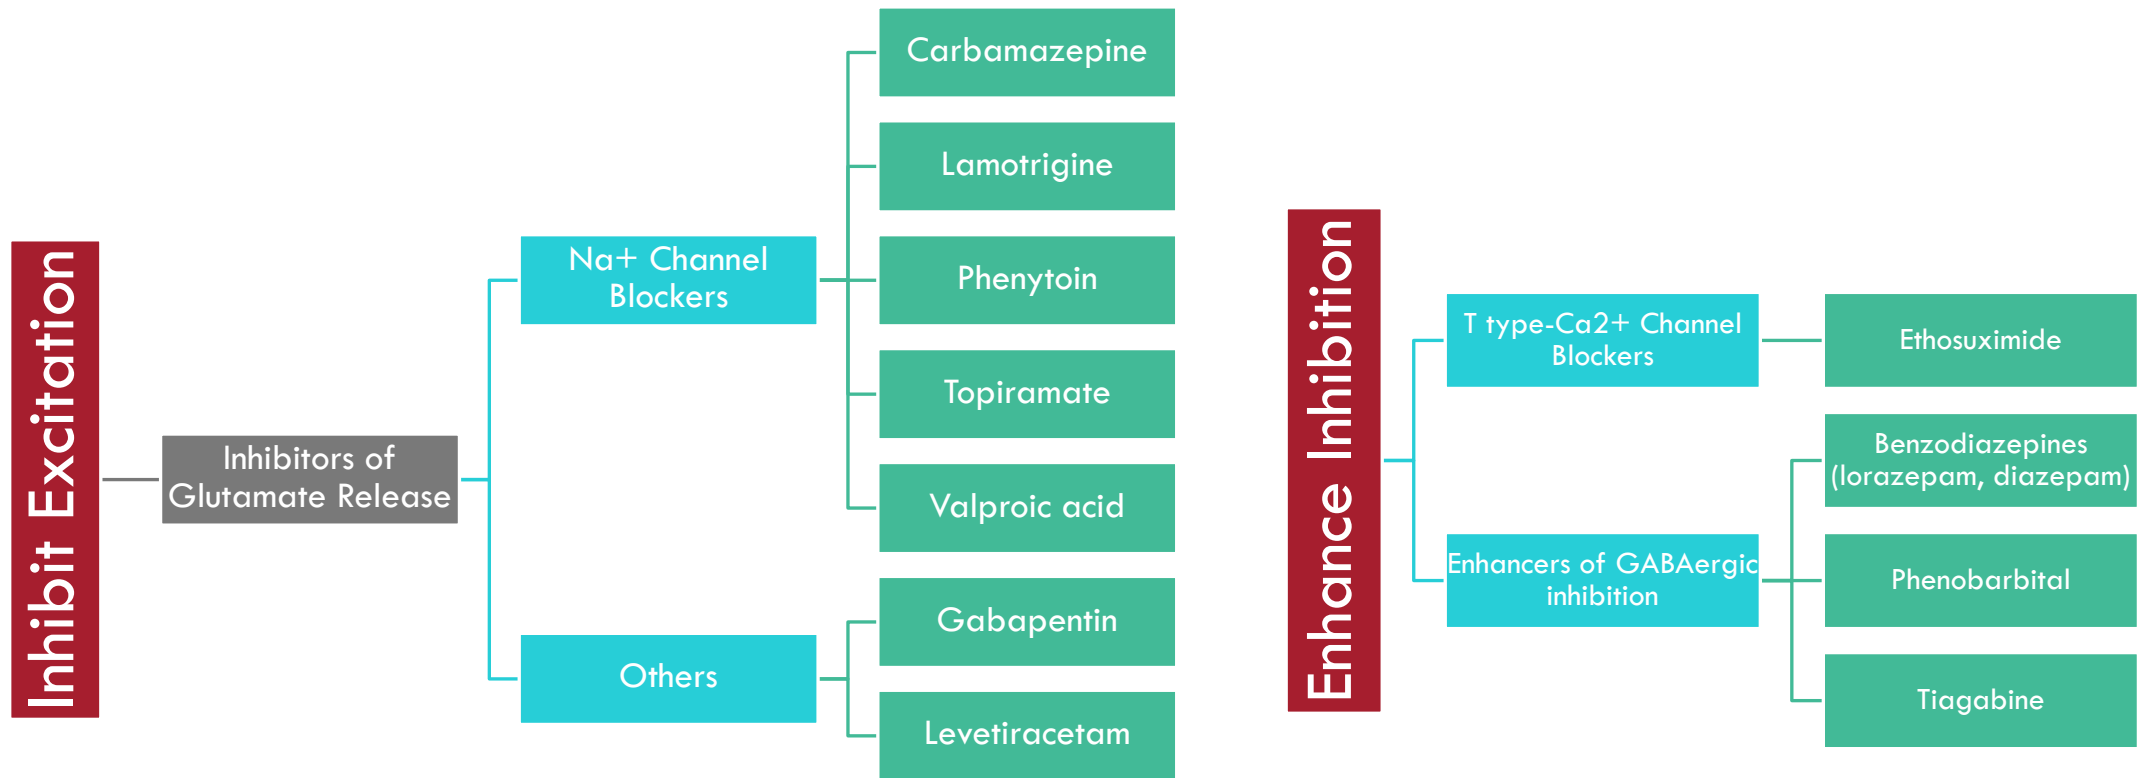 Inhibit Excitation
Inhibitors of
Glutamate Release
Na+ Channel
Blockers
Others
Carbamazepine
Lamotrigine
Phenytoin
Topiramate
Valproic acid
Gabapentin
Levetiracetam
Enhance Inhibition
T type-Ca2+ Channel
Blockers
Enhancers of GABAergic
inhibition
Ethosuximide
Benzodiazepines
(lorazepam, diazepam)
Phenobarbital
Tiagabine